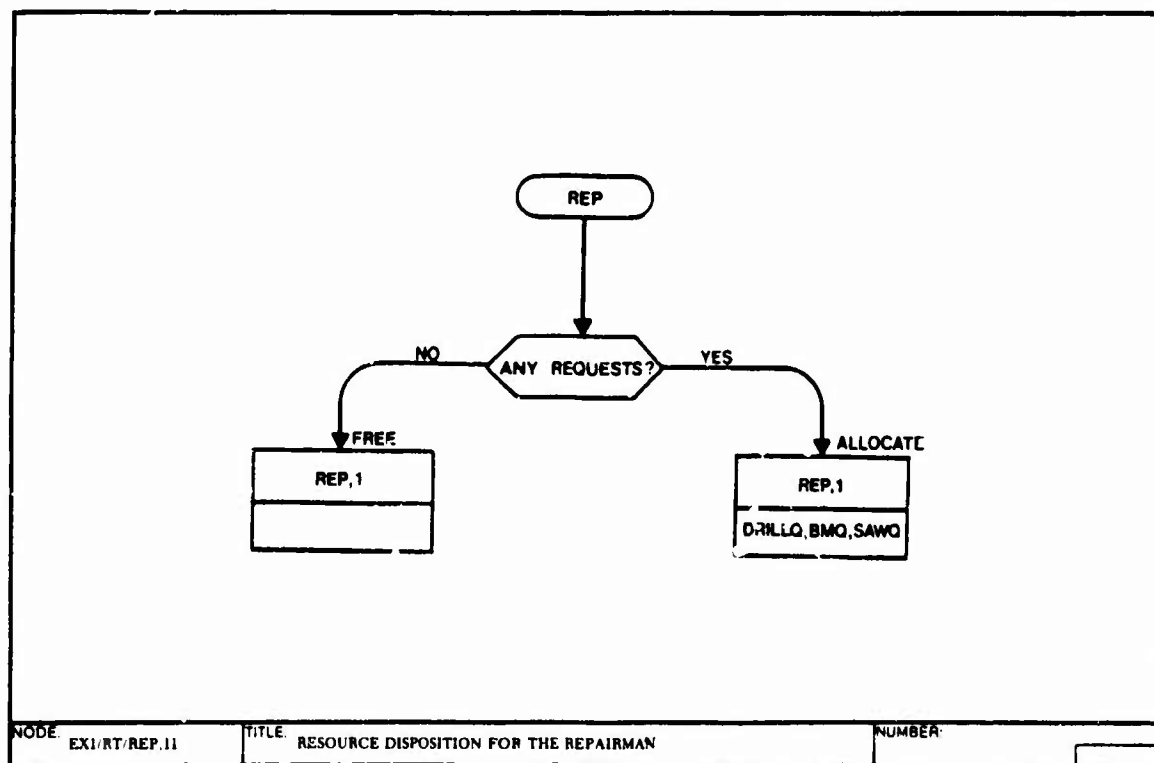 REP
ANY REQUESTS?
NO
YES
FREE
REP,1
ALLOCATE
REP,1
DRILLQ,BMQ,SAWQ
NODE: EX1/RT/REP.11
TITLE: RESOURCE DISPOSITION FOR THE REPAIRMAN
NUMBER: